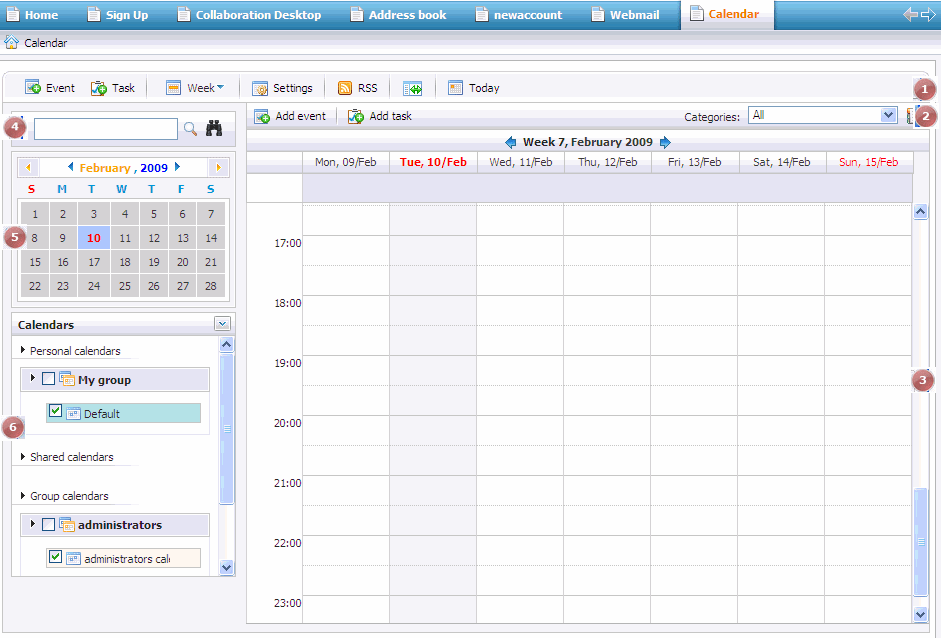 Home Sign Up Collaboration Desktop Address book newaccount Webmail Calendar
Calendar
Event Task Week Settings RSS Today 1
4
Add event Add task Categories: All 2
Week 7, February 2009
Mon, 09/Feb Tue, 10/Feb Wed, 11/Feb Thu, 12/Feb Fri, 13/Feb Sat, 14/Feb Sun, 15/Feb
February , 2009
S M T W T F S
1 2 3 4 5 6 7
5 8 9 10 11 12 13 14
15 16 17 18 19 20 21
22 23 24 25 26 27 28
Calendars
Personal calendars
My group
Default
6
Shared calendars
Group calendars
administrators
administrators cal
17:00
18:00
19:00
3
20:00
21:00
22:00
23:00